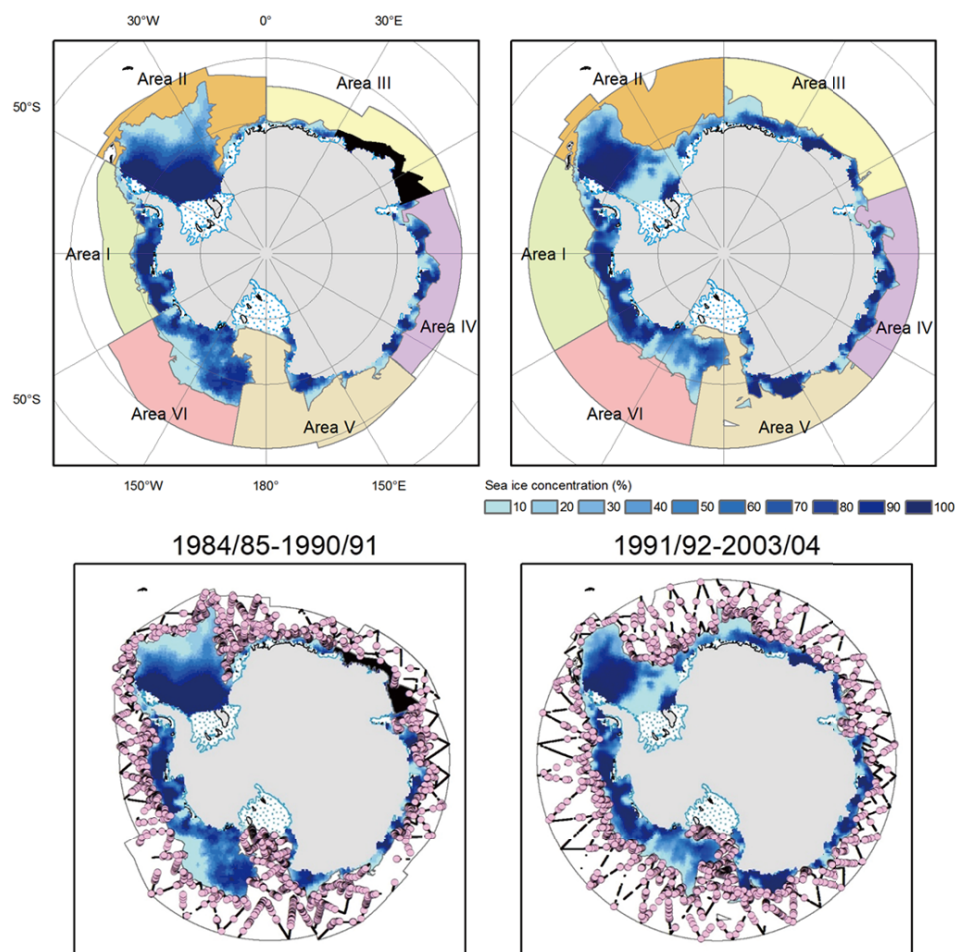 30°W 0° 30°E
Area II
Area III
Area II
Area III
50°S
Area I
Area I
Area IV
Area IV
50°S
Area VI
Area V
Area VI
Area V
150°W 180° 150°E
Sea ice concentration (%)
10 20 30 40 50 60 70 80 90 100
1984/85-1990/91 1991/92-2003/04